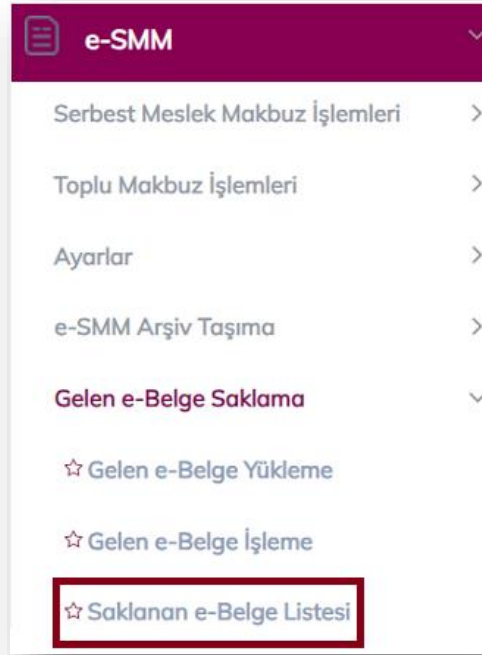 e-SMM
Serbest Meslek Makbuz İşlemleri
Toplu Makbuz İşlemleri
Ayarlar
e-SMM Arşiv Taşıma
Gelen e-Belge Saklama
Gelen e-Belge Yükleme
Gelen e-Belge İşleme
Saklanan e-Belge Listesi